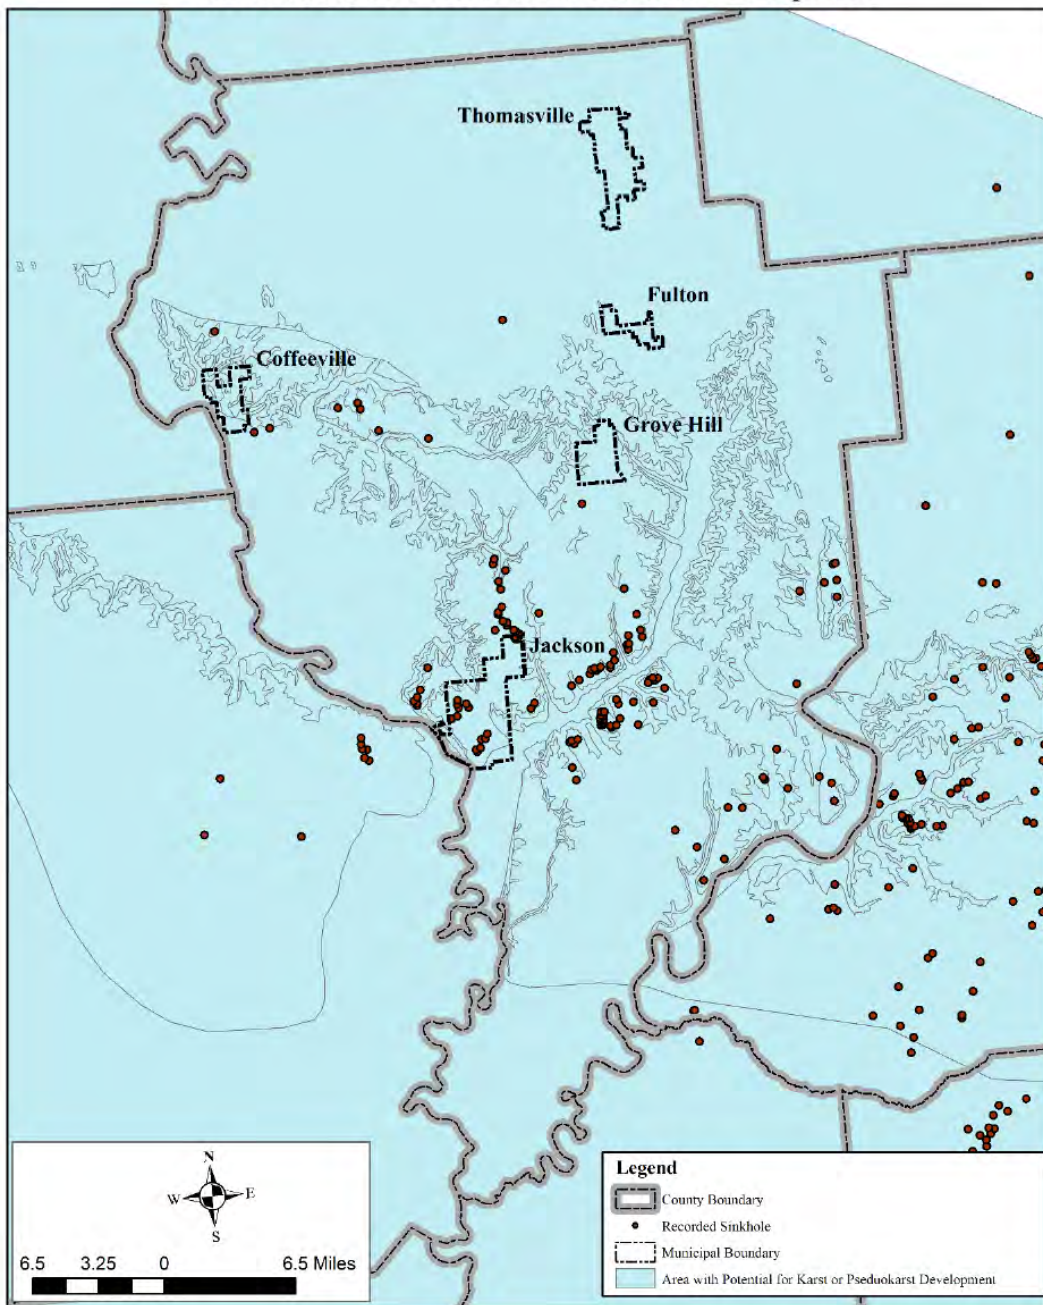 Thomasville
Fulton
Coffeeville
Grove Hill
Jackson
N
W E
S
6.5 3.25 0 6.5 Miles
Legend
County Boundary
Recorded Sinkhole
Municipal Boundary
Area with Potential for Karst or Pseduokarst Development